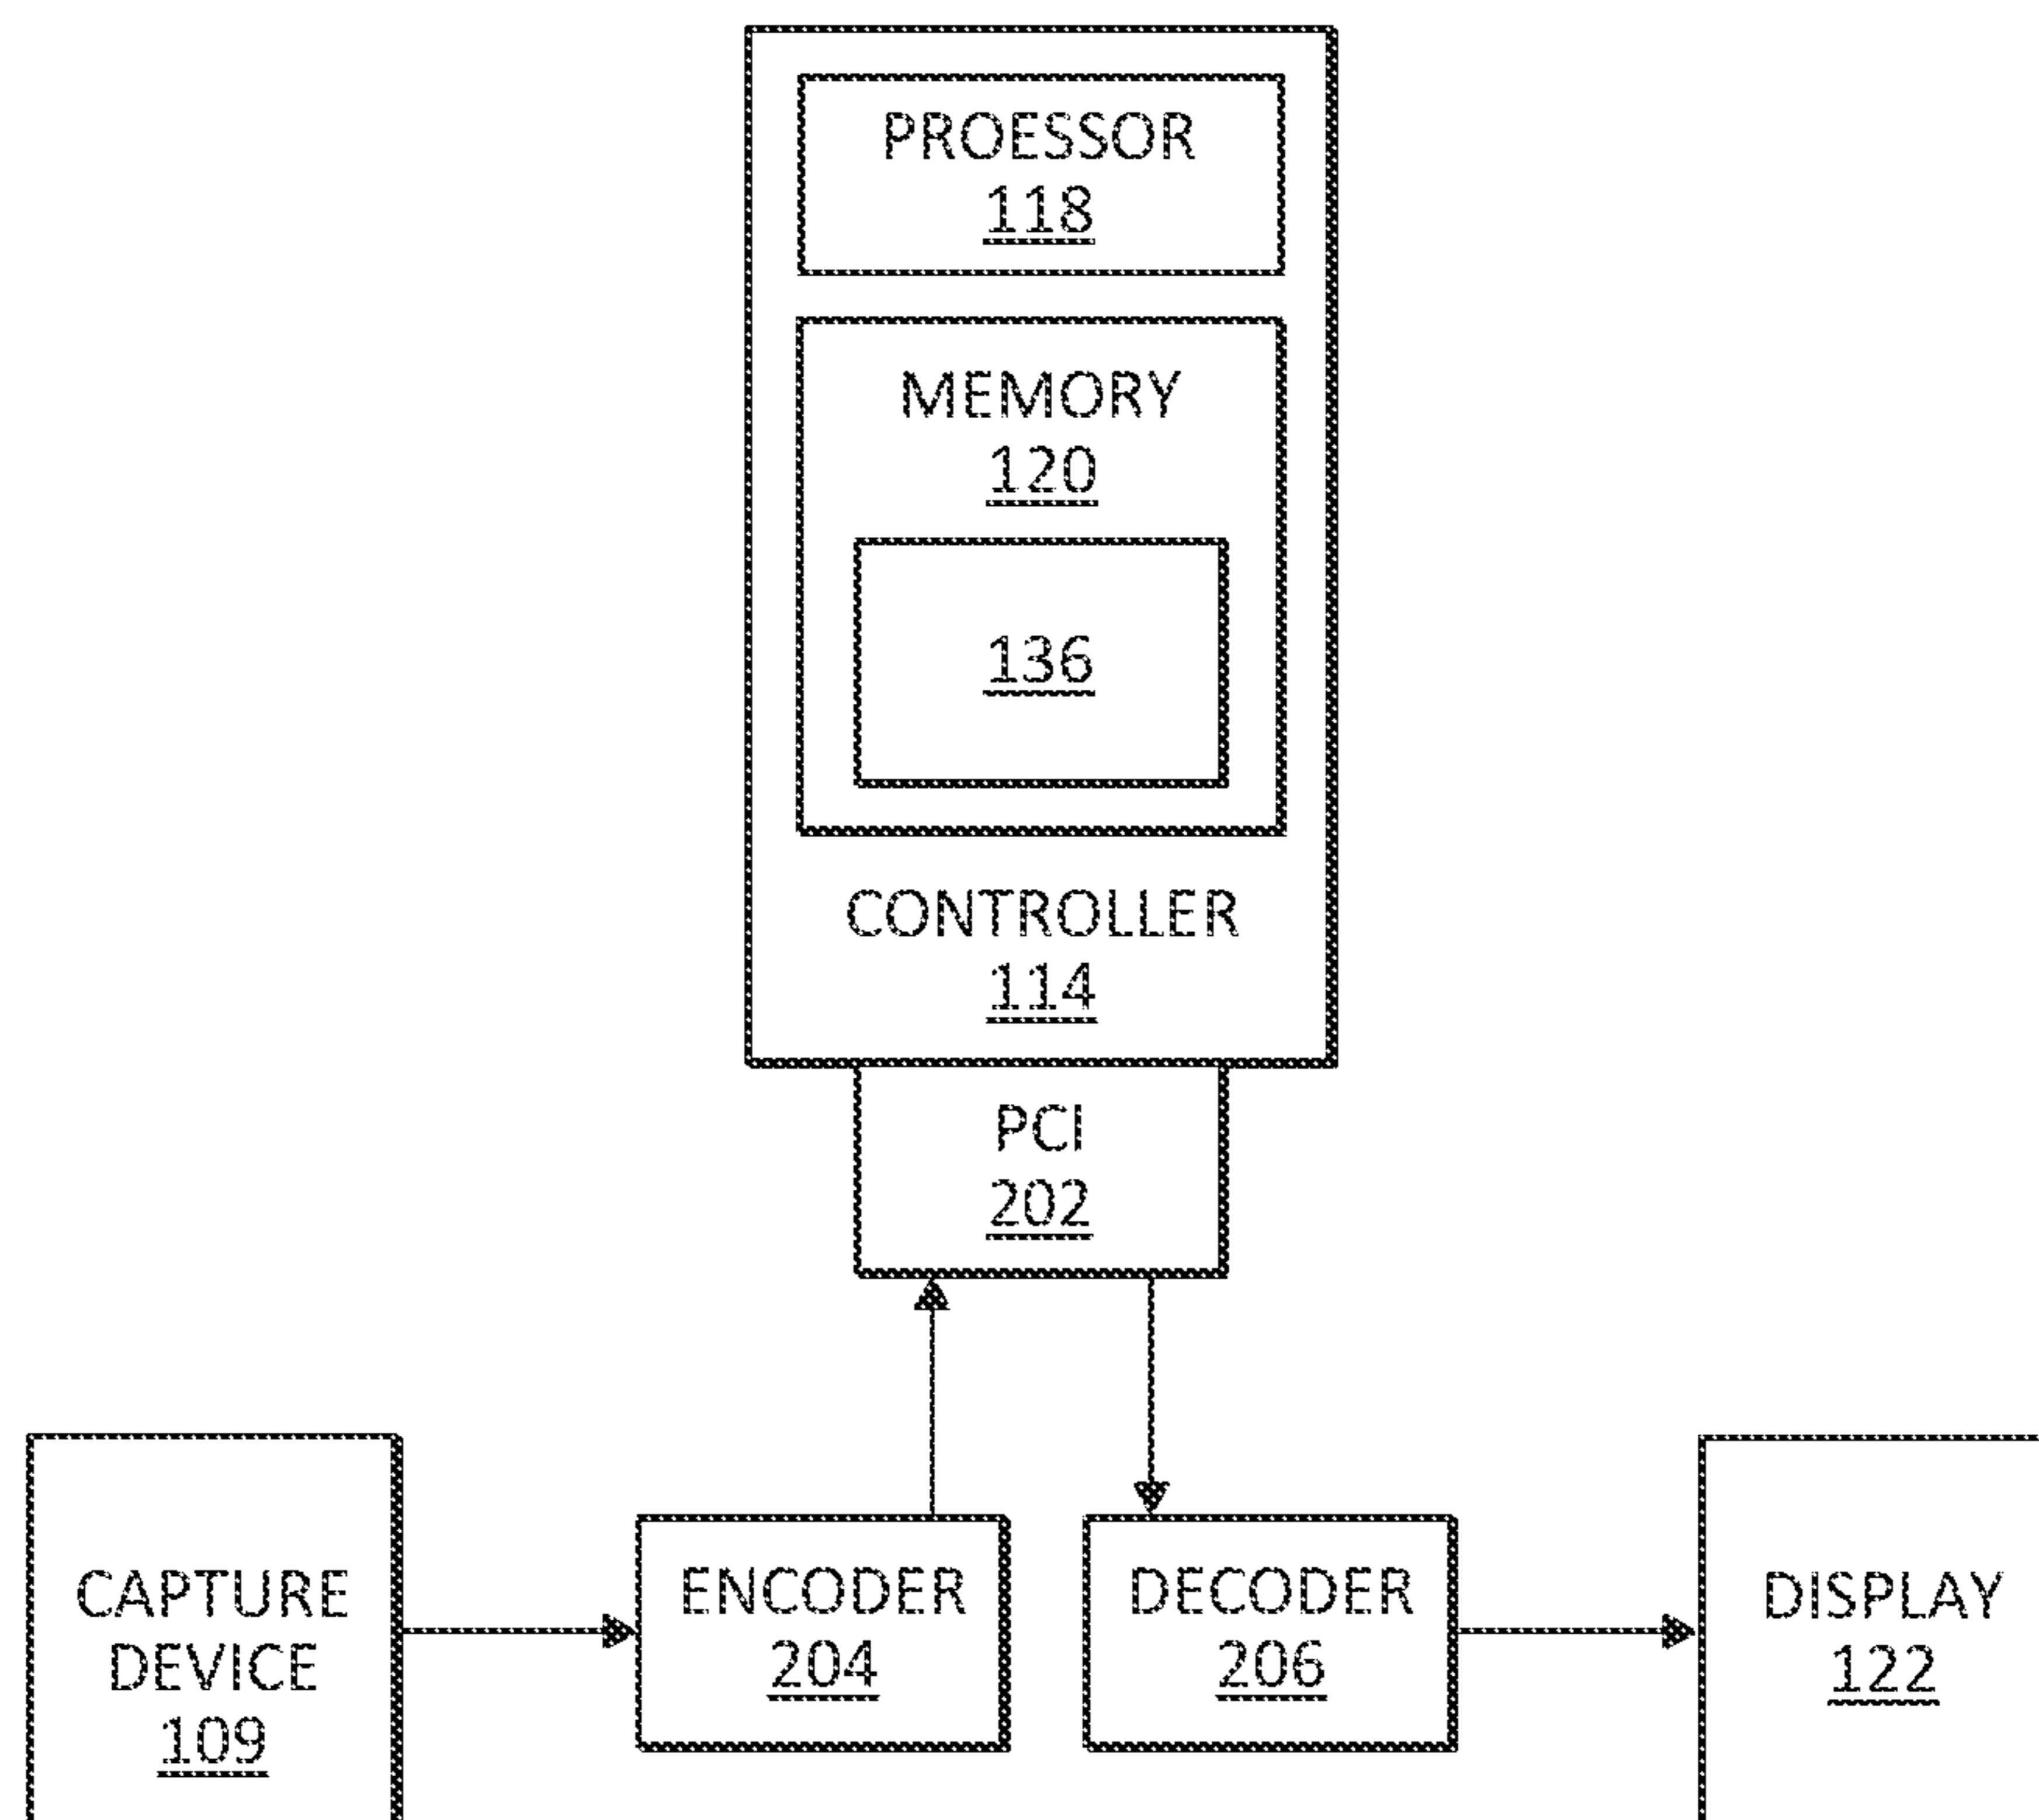 PROESSOR
118
MEMORY
120
136
CONTROLLER
114
PCI
202
CAPTURE
DEVICE
109
ENCODER
204
DECODER
206
DISPLAY
122